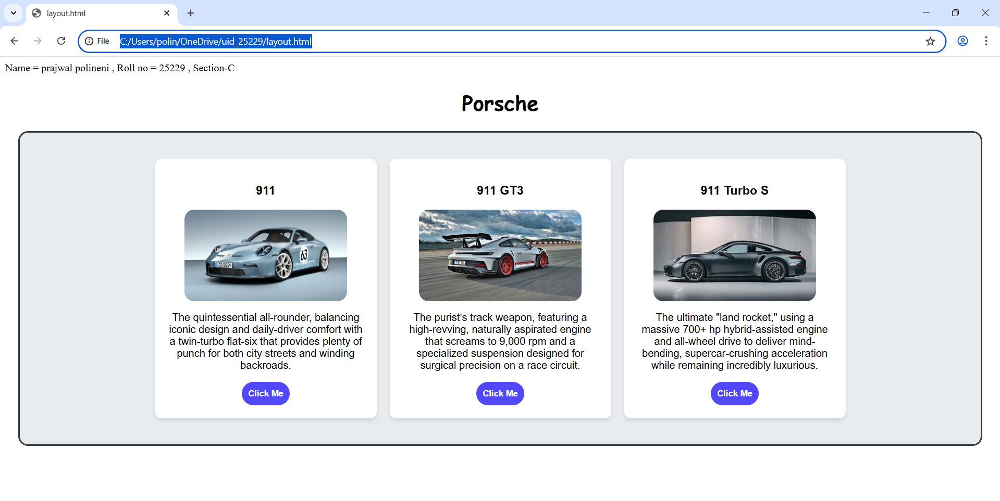 layout.html
File C:/Users/polin/OneDrive/uid_25229/layout.html
Name = prajwal polineni , Roll no = 25229 , Section-C
Porsche
911
63
PORSCHE
S·GO 5049
The quintessential all-rounder, balancing
iconic design and daily-driver comfort with
a twin-turbo flat-six that provides plenty of
punch for both city streets and winding
backroads.
Click Me
911 GT3
The purist’s track weapon, featuring a
high-revving, naturally aspirated engine
that screams to 9,000 rpm and a
specialized suspension designed for
surgical precision on a race circuit.
Click Me
911 Turbo S
The ultimate "land rocket," using a
massive 700+ hp hybrid-assisted engine
and all-wheel drive to deliver mind-
bending, supercar-crushing acceleration
while remaining incredibly luxurious.
Click Me